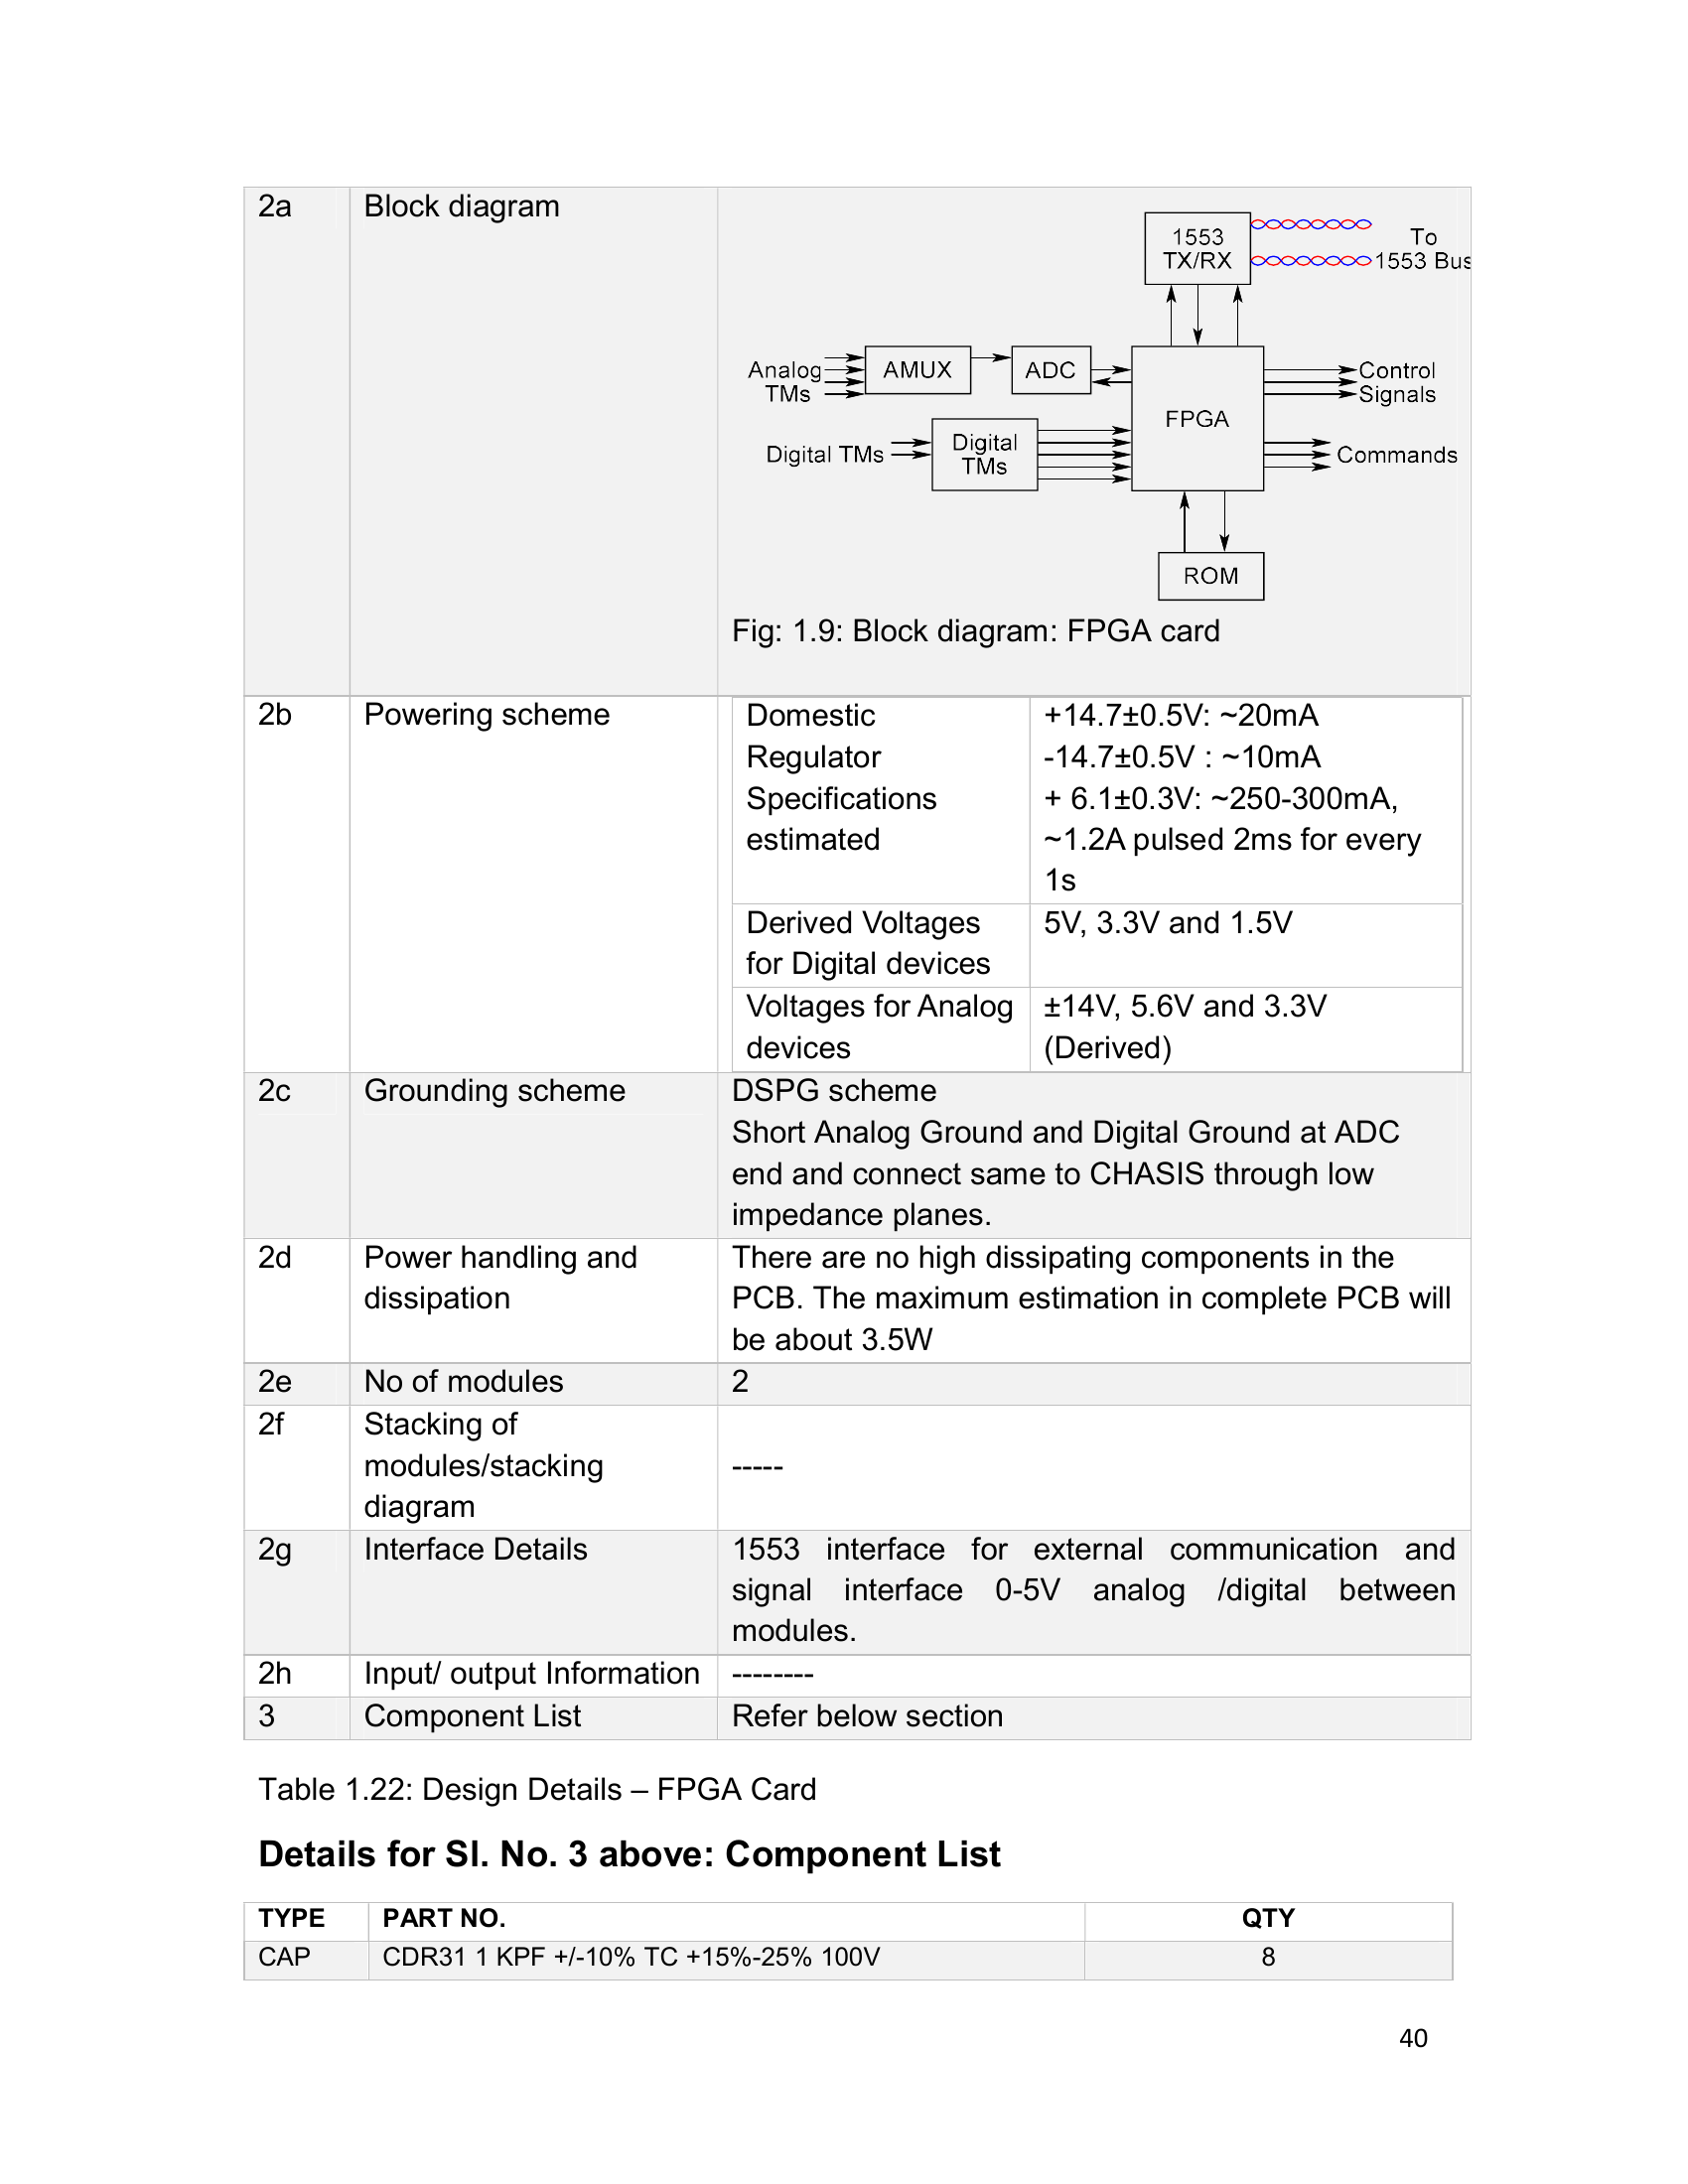 2a Block diagram
1553
TX/RX
To
1553 Bus
Analog
TMs
AMUX
ADC
FPGA
Control
Signals
Digital TMs
Digital
TMs
Commands
ROM
Fig: 1.9: Block diagram: FPGA card
2b Powering scheme
Domestic
Regulator
Specifications
estimated
+14.7±0.5V: ~20mA
-14.7±0.5V : ~10mA
+ 6.1±0.3V: ~250-300mA,
~1.2A pulsed 2ms for every
1s
Derived Voltages
for Digital devices
5V, 3.3V and 1.5V
Voltages for Analog
devices
±14V, 5.6V and 3.3V
(Derived)
2c Grounding scheme
DSPG scheme
Short Analog Ground and Digital Ground at ADC
end and connect same to CHASIS through low
impedance planes.
2d Power handling and
dissipation
There are no high dissipating components in the
PCB. The maximum estimation in complete PCB will
be about 3.5W
2e No of modules 2
2f Stacking of
modules/stacking
diagram
-----
2g Interface Details
1553 interface for external communication and
signal interface 0-5V analog /digital between
modules.
2h Input/ output Information --------
3 Component List Refer below section
Table 1.22: Design Details – FPGA Card
Details for Sl. No. 3 above: Component List
TYPE PART NO. QTY
CAP CDR31 1 KPF +/-10% TC +15%-25% 100V 8
40